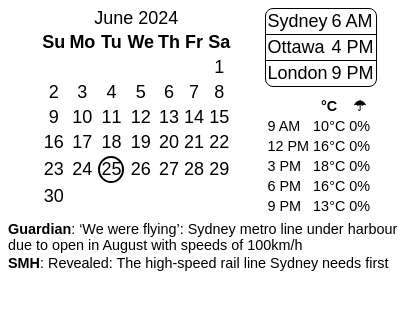 June 2024
Su Mo Tu We Th Fr Sa
1
2 3 4 5 6 7 8
9 10 11 12 13 14 15
16 17 18 19 20 21 22
23 24 25 26 27 28 29
30
Sydney 6 AM
Ottawa 4 PM
London 9 PM
°C ☂
9 AM 10°C 0%
12 PM 16°C 0%
3 PM 18°C 0%
6 PM 16°C 0%
9 PM 13°C 0%
Guardian: ‘We were flying’: Sydney metro line under harbour
due to open in August with speeds of 100km/h
SMH: Revealed: The high-speed rail line Sydney needs first